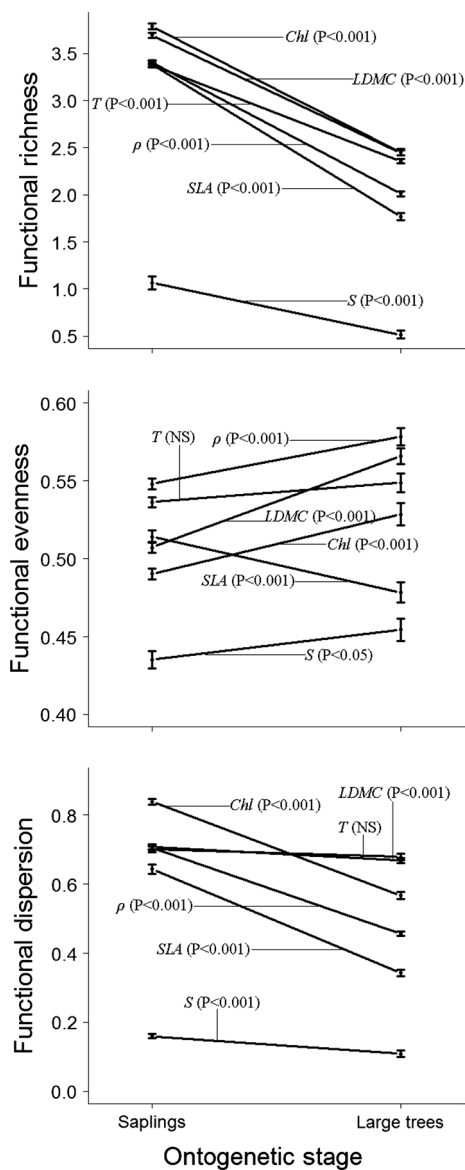 Functional richness
3.5
3.0
2.5
2.0
1.5
1.0
0.5
Chl (P<0.001)
LDMC (P<0.001)
T (P<0.001)
ρ (P<0.001)
SLA (P<0.001)
S (P<0.001)
Functional evenness
0.60
0.55
0.50
0.45
0.40
T (NS)
ρ (P<0.001)
LDMC (P<0.001)
Chl (P<0.001)
SLA (P<0.001)
S (P<0.05)
Functional dispersion
0.8
0.6
0.4
0.2
0.0
LDMC (P<0.001)
Chl (P<0.001)
T (NS)
ρ (P<0.001)
SLA (P<0.001)
S (P<0.001)
Saplings Large trees
Ontogenetic stage